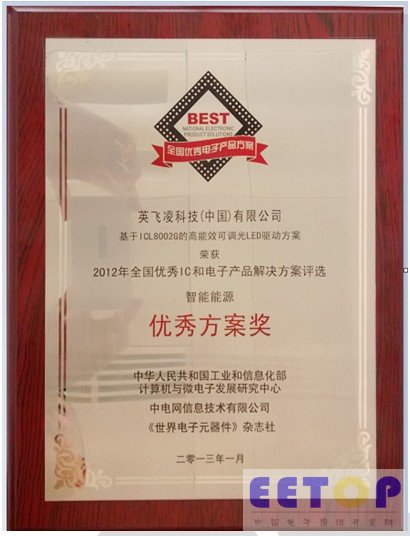 BEST
NATIONAL ELECTRONIC
PRODUCT SOLUTIONS
全国优秀电子产品方案
英飞凌科技(中国)有限公司
基于ICL8002G的高能效可调光LED驱动方案
荣获
2012年全国优秀IC和电子产品解决方案评选
智能能源
优秀方案奖
中华人民共和国工业和信息化部
计算机与微电子发展研究中心
中电网信息技术有限公司
《世界电子元器件》杂志社
二零一三年一月
EETOP